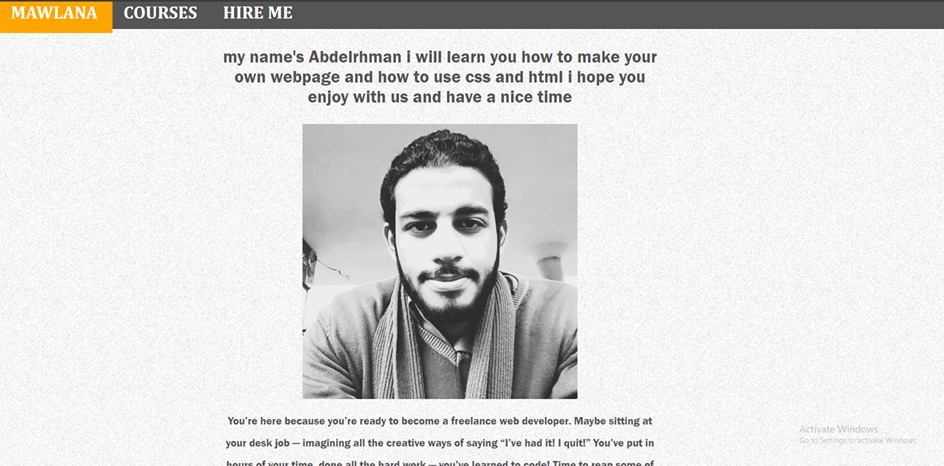 MAWLANA COURSES HIRE ME
my name's Abdelrhman i will learn you how to make your
own webpage and how to use css and html i hope you
enjoy with us and have a nice time
You’re here because you’re ready to become a freelance web developer. Maybe sitting at
your desk job — imagining all the creative ways of saying “I’ve had it! I quit!” You’ve put in
hours of your time, done all the hard work — you’ve learned to code! Time to reap some of
Activate Windows
Go to Settings to activate Windows.